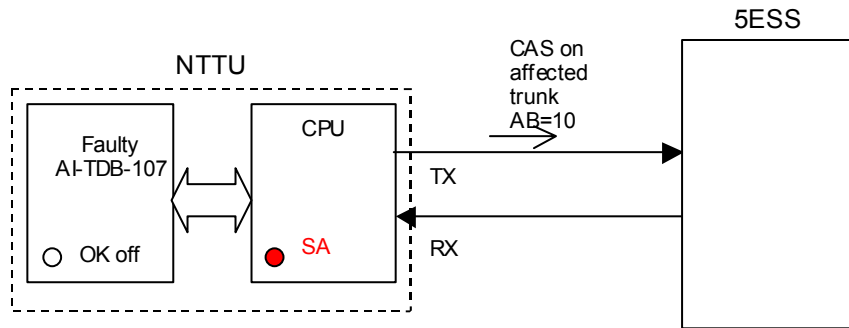 5ESS
NTTU
CAS on
affected
trunk
AB=10
Faulty
AI-TDB-107
CPU
TX
OK off
SA
RX